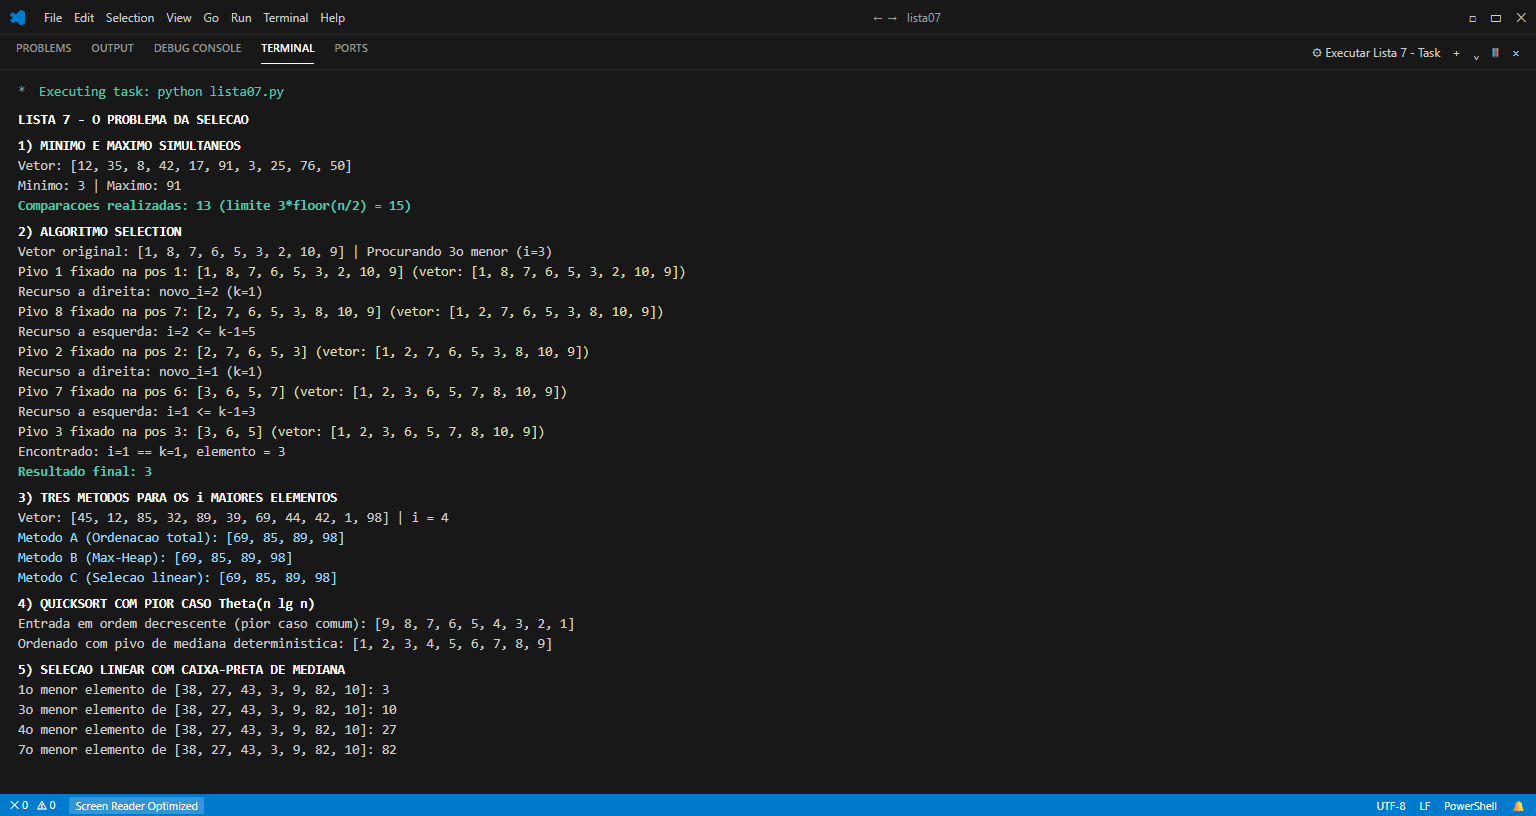 File Edit Selection View Go Run Terminal Help ← → lista07
PROBLEMS OUTPUT DEBUG CONSOLE TERMINAL PORTS Executar Lista 7 - Task + ×
* Executing task: python lista07.py
LISTA 7 - O PROBLEMA DA SELECAO
1) MINIMO E MAXIMO SIMULTANEOS
Vetor: [12, 35, 8, 42, 17, 91, 3, 25, 76, 50]
Minimo: 3 | Maximo: 91
Comparacoes realizadas: 13 (limite 3*floor(n/2) = 15)
2) ALGORITMO SELECTION
Vetor original: [1, 8, 7, 6, 5, 3, 2, 10, 9] | Procurando 3o menor (i=3)
Pivo 1 fixado na pos 1: [1, 8, 7, 6, 5, 3, 2, 10, 9] (vetor: [1, 8, 7, 6, 5, 3, 2, 10, 9])
Recurso a direita: novo_i=2 (k=1)
Pivo 8 fixado na pos 7: [2, 7, 6, 5, 3, 8, 10, 9] (vetor: [1, 2, 7, 6, 5, 3, 8, 10, 9])
Recurso a esquerda: i=2 <= k-1=5
Pivo 2 fixado na pos 2: [2, 7, 6, 5, 3] (vetor: [1, 2, 7, 6, 5, 3, 8, 10, 9])
Recurso a direita: novo_i=1 (k=1)
Pivo 7 fixado na pos 6: [3, 6, 5, 7] (vetor: [1, 2, 3, 6, 5, 7, 8, 10, 9])
Recurso a esquerda: i=1 <= k-1=3
Pivo 3 fixado na pos 3: [3, 6, 5] (vetor: [1, 2, 3, 6, 5, 7, 8, 10, 9])
Encontrado: i=1 == k=1, elemento = 3
Resultado final: 3
3) TRES METODOS PARA OS i MAIORES ELEMENTOS
Vetor: [45, 12, 85, 32, 89, 39, 69, 44, 42, 1, 98] | i = 4
Metodo A (Ordenacao total): [69, 85, 89, 98]
Metodo B (Max-Heap): [69, 85, 89, 98]
Metodo C (Selecao linear): [69, 85, 89, 98]
4) QUICKSORT COM PIOR CASO Theta(n lg n)
Entrada em ordem decrescente (pior caso comum): [9, 8, 7, 6, 5, 4, 3, 2, 1]
Ordenado com pivo de mediana deterministica: [1, 2, 3, 4, 5, 6, 7, 8, 9]
5) SELECAO LINEAR COM CAIXA-PRETA DE MEDIANA
1o menor elemento de [38, 27, 43, 3, 9, 82, 10]: 3
3o menor elemento de [38, 27, 43, 3, 9, 82, 10]: 10
4o menor elemento de [38, 27, 43, 3, 9, 82, 10]: 27
7o menor elemento de [38, 27, 43, 3, 9, 82, 10]: 82
0 0 Screen Reader Optimized UTF-8 LF PowerShell